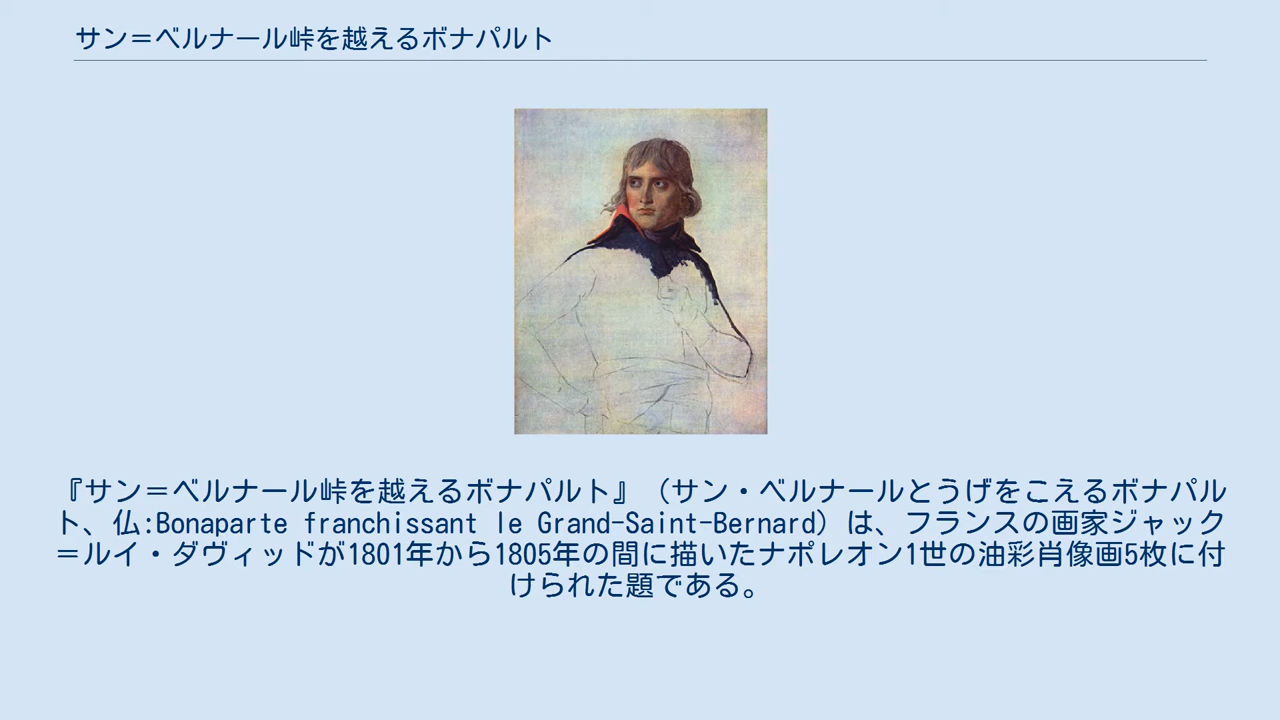 サン＝ベルナール峠を越えるボナパルト
『サン＝ベルナール峠を越えるボナパルト』（サン・ベルナールとうげをこえるボナパル
ト、仏:Bonaparte franchissant le Grand-Saint-Bernard）は、フランスの画家ジャック
＝ルイ・ダヴィッドが1801年から1805年の間に描いたナポレオン1世の油彩肖像画5枚に付
けられた題である。